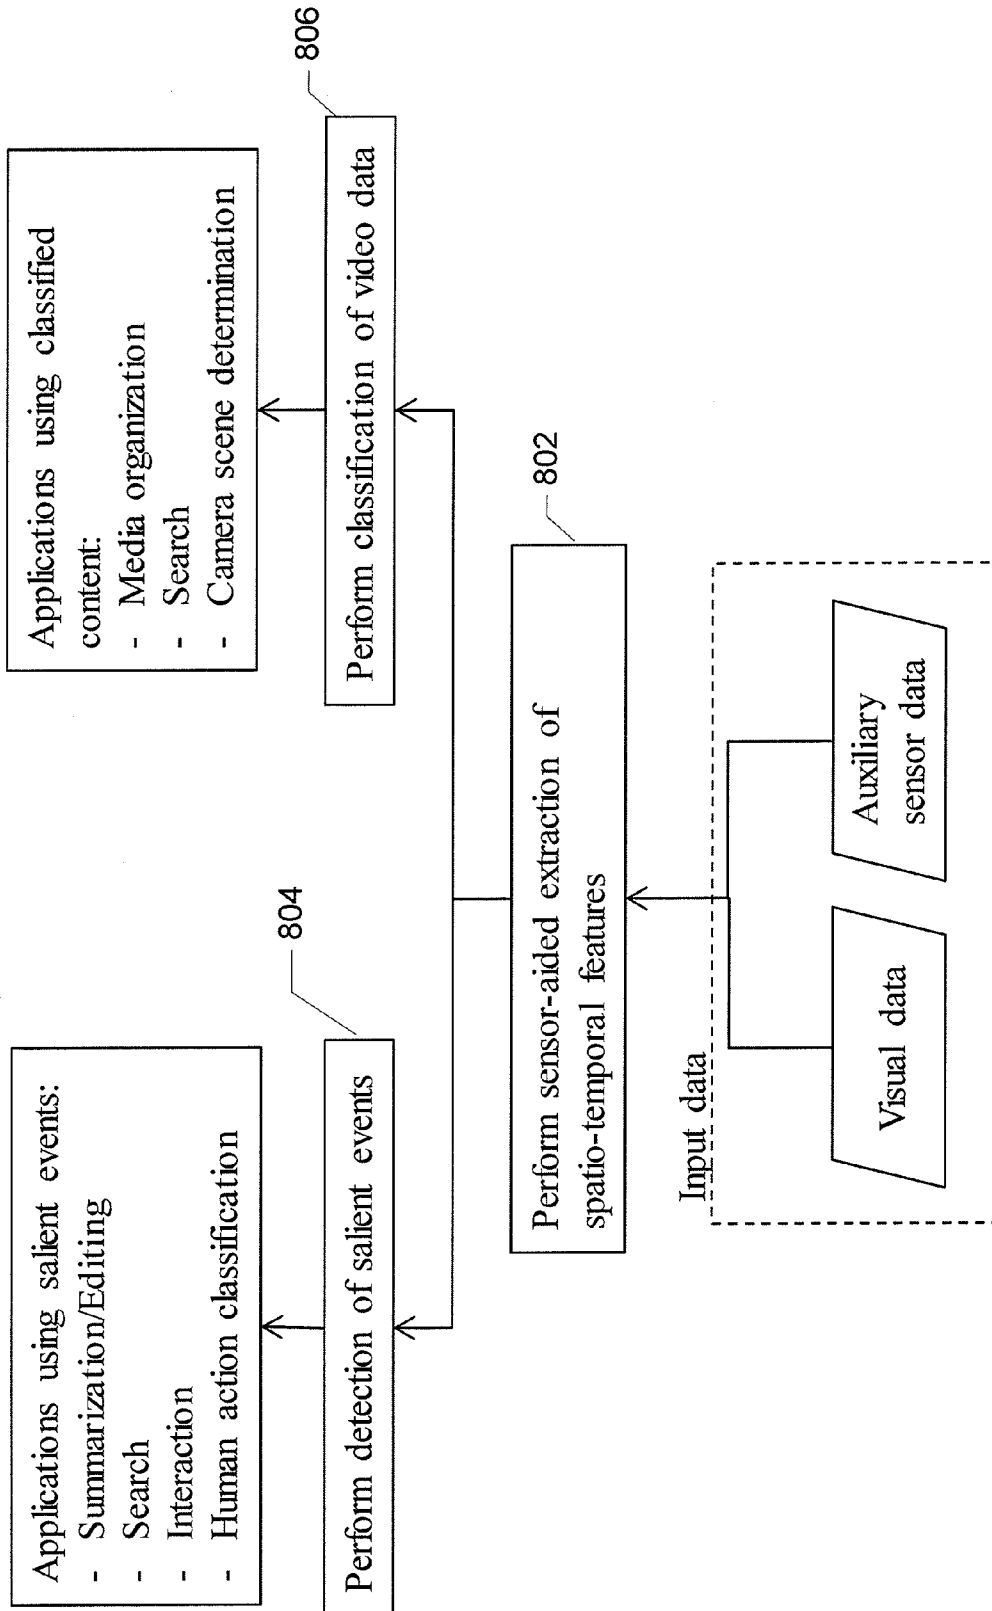 Applications using salient events:
- Summarization/Editing
- Search
- Interaction
- Human action classification
Applications using classified
content:
- Media organization
- Search
- Camera scene determination
Perform detection of salient events
804
Perform classification of video data
806
Perform sensor-aided extraction of
spatio-temporal features
802
Input data
Visual data
Auxiliary
sensor data